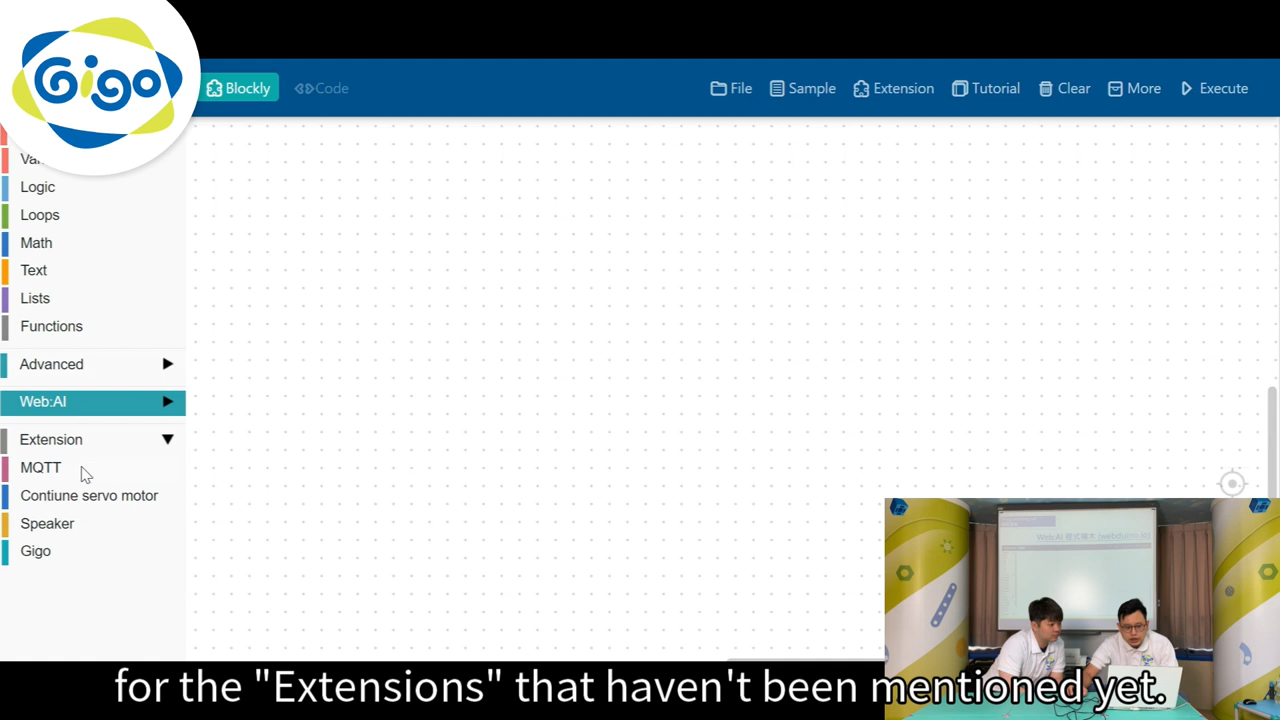 Gigo
Blockly
Code
File
Sample
Extension
Tutorial
Clear
More
Execute
Logic
Loops
Math
Text
Lists
Functions
Advanced
Web:AI
Extension
MQTT
Contiune servo motor
Speaker
Gigo
for the "Extensions" that haven't been mentioned yet.